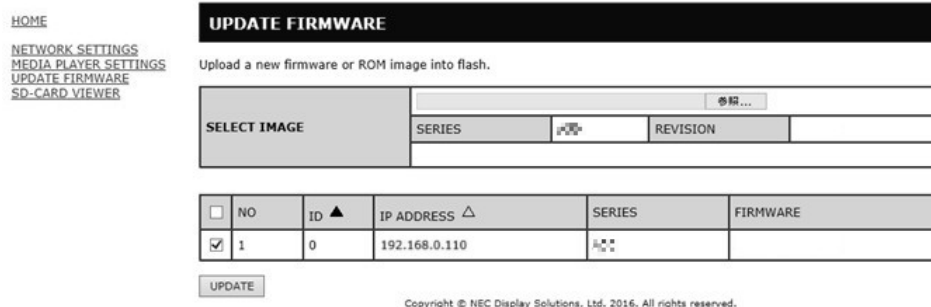 HOME
NETWORK SETTINGS
MEDIA PLAYER SETTINGS
UPDATE FIRMWARE
SD-CARD VIEWER
UPDATE FIRMWARE
Upload a new firmware or ROM image into flash.
SELECT IMAGE
参照...
SERIES REVISION
NO ID ▲ IP ADDRESS △ SERIES FIRMWARE
1 0 192.168.0.110
UPDATE
Copyright © NEC Display Solutions, Ltd. 2016. All rights reserved.